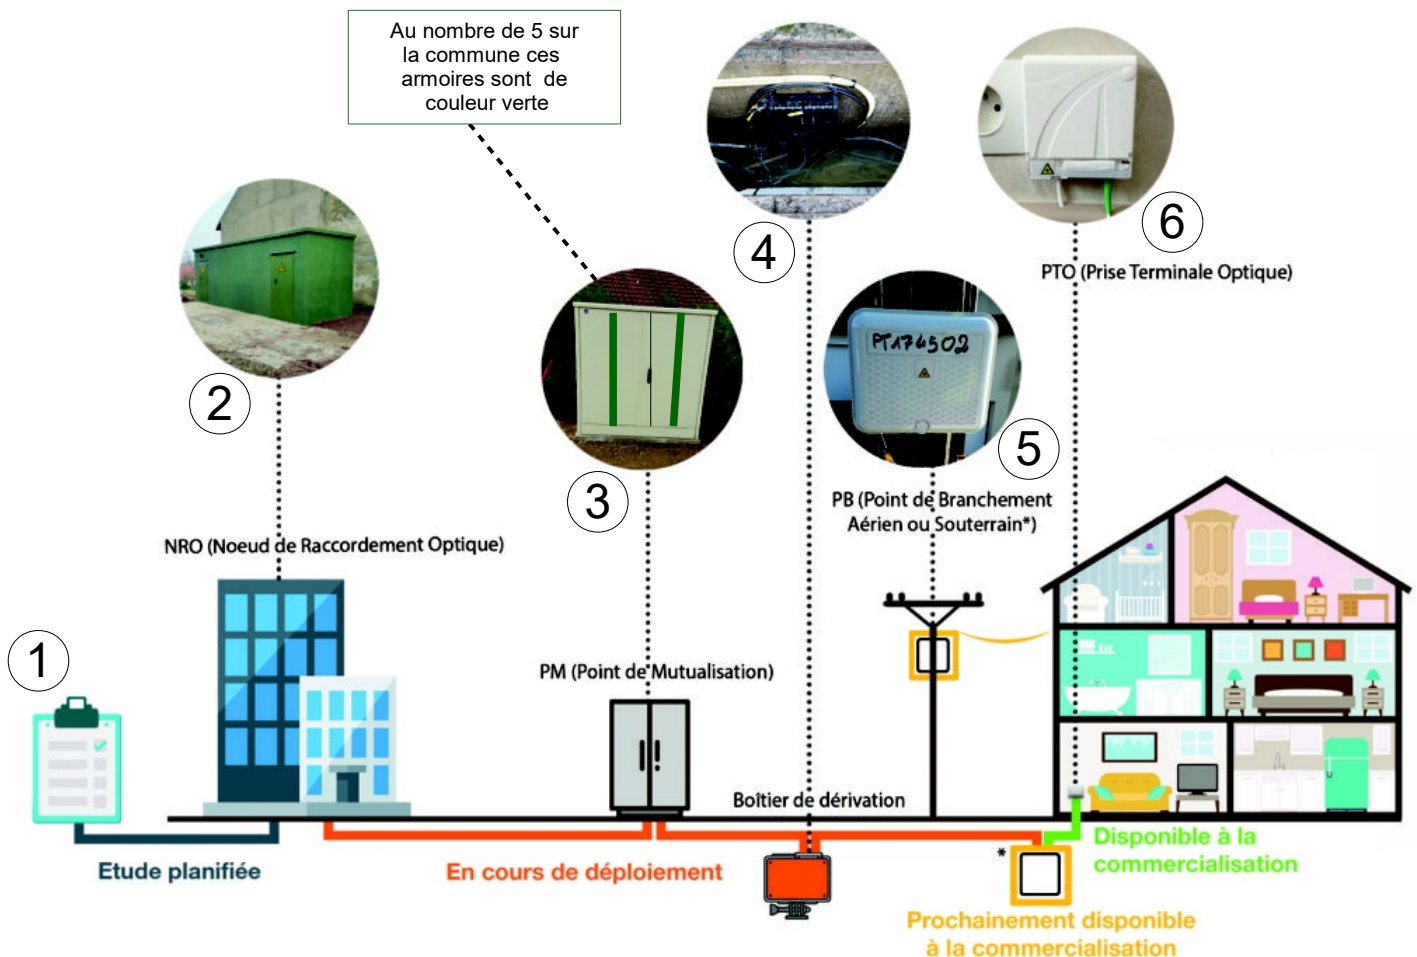 Au nombre de 5 sur
la commune ces
armoires sont de
couleur verte
1
2
NRO (Noeud de Raccordement Optique)
3
PM (Point de Mutualisation)
4
Boîtier de dérivation
PT174502
5
PB (Point de Branchement
Aérien ou Souterrain*)
6
PTO (Prise Terminale Optique)
Etude planifiée
En cours de déploiement
*
Prochainement disponible
à la commercialisation
Disponible à la
commercialisation